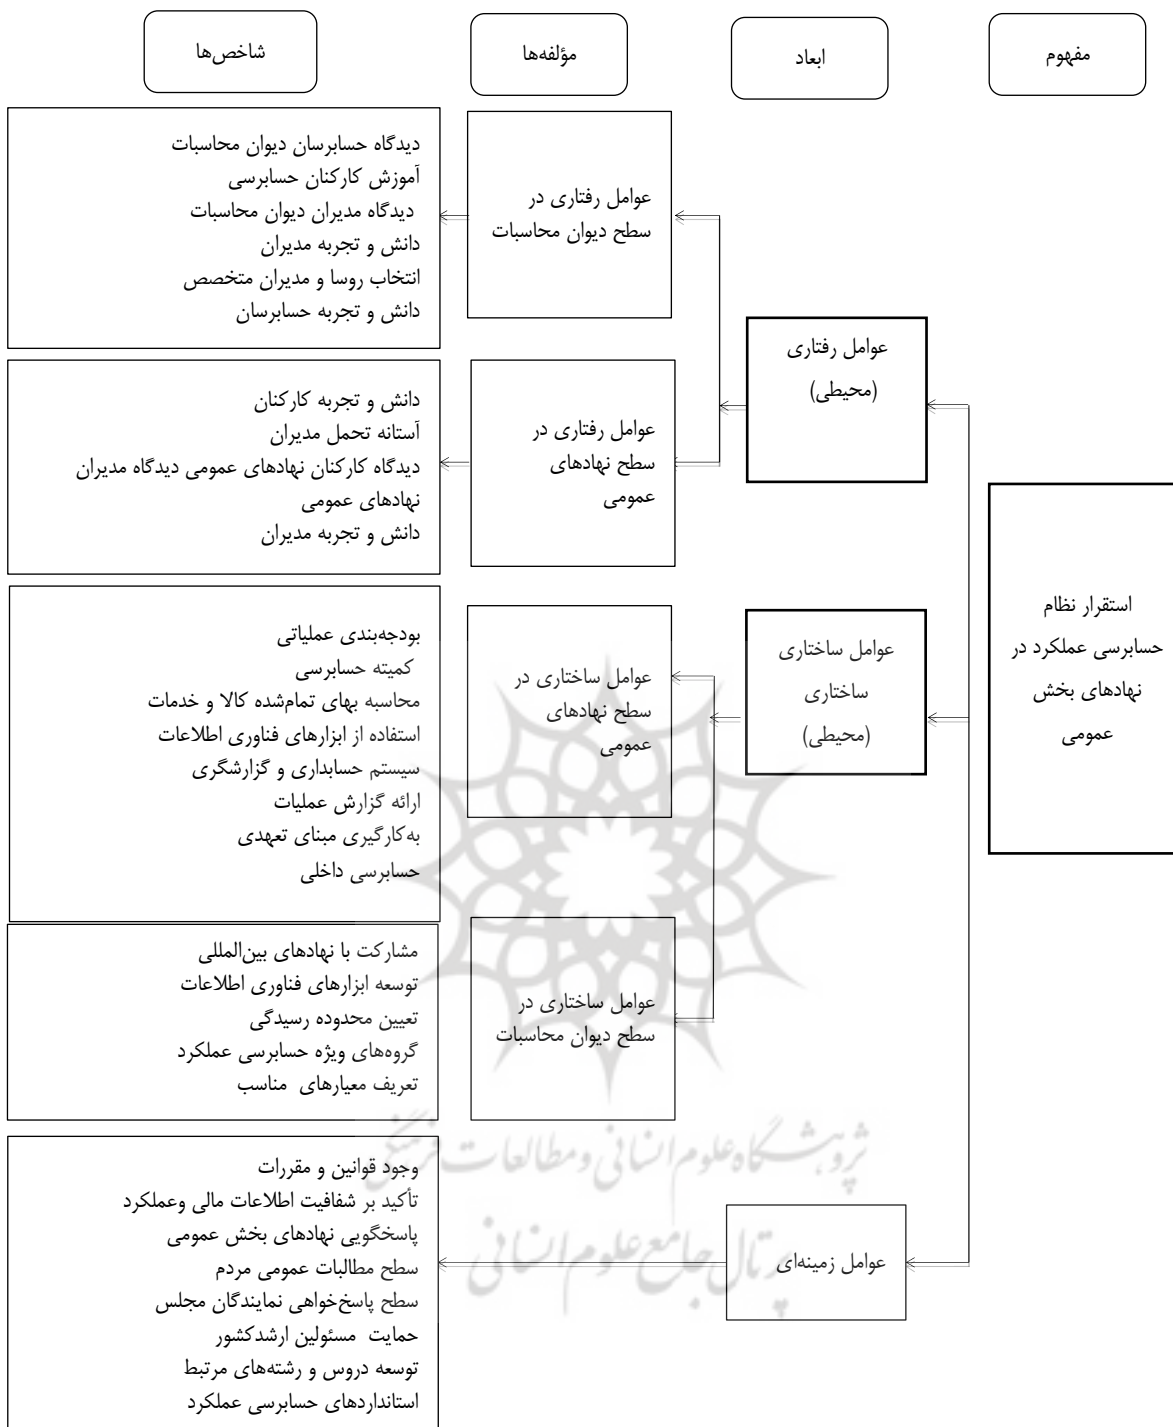 مفهوم
ابعاد
مؤلفه‌ها
شاخص‌ها
استقرار نظام
حسابرسی عملکرد در
نهادهای بخش
عمومی
عوامل رفتاری
(محیطی)
عوامل رفتاری در
سطح دیوان محاسبات
دیدگاه حسابرسان دیوان محاسبات
آموزش کارکنان حسابرسی
دیدگاه مدیران دیوان محاسبات
دانش و تجربه مدیران
انتخاب روسا و مدیران متخصص
دانش و تجربه حسابرسان
عوامل رفتاری در
سطح نهادهای
عمومی
دانش و تجربه کارکنان
آستانه تحمل مدیران
دیدگاه کارکنان نهادهای عمومی دیدگاه مدیران
نهادهای عمومی
دانش و تجربه مدیران
عوامل ساختاری
ساختاری
(محیطی)
عوامل ساختاری در
سطح نهادهای
عمومی
بودجه‌بندی عملیاتی
کمیته حسابرسی
محاسبه بهای تمام‌شده کالا و خدمات
استفاده از ابزارهای فناوری اطلاعات
سیستم حسابداری و گزارشگری
ارائه گزارش عملیات
به‌کارگیری مبنای تعهدی
حسابرسی داخلی
عوامل ساختاری در
سطح دیوان محاسبات
مشارکت با نهادهای بین‌المللی
توسعه ابزارهای فناوری اطلاعات
تعیین محدوده رسیدگی
گروه‌های ویژه حسابرسی عملکرد
تعریف معیارهای مناسب
عوامل زمینه‌ای
وجود قوانین و مقررات
تأکید بر شفافیت اطلاعات مالی وعملکرد
پاسخگویی نهادهای بخش عمومی
سطح مطالبات عمومی مردم
سطح پاسخ‌خواهی نمایندگان مجلس
حمایت مسئولین ارشدکشور
توسعه دروس و رشته‌های مرتبط
استانداردهای حسابرسی عملکرد
پژوهشگاه علوم انسانی و مطالعات فرهنگی
پرتال جامع علوم انسانی